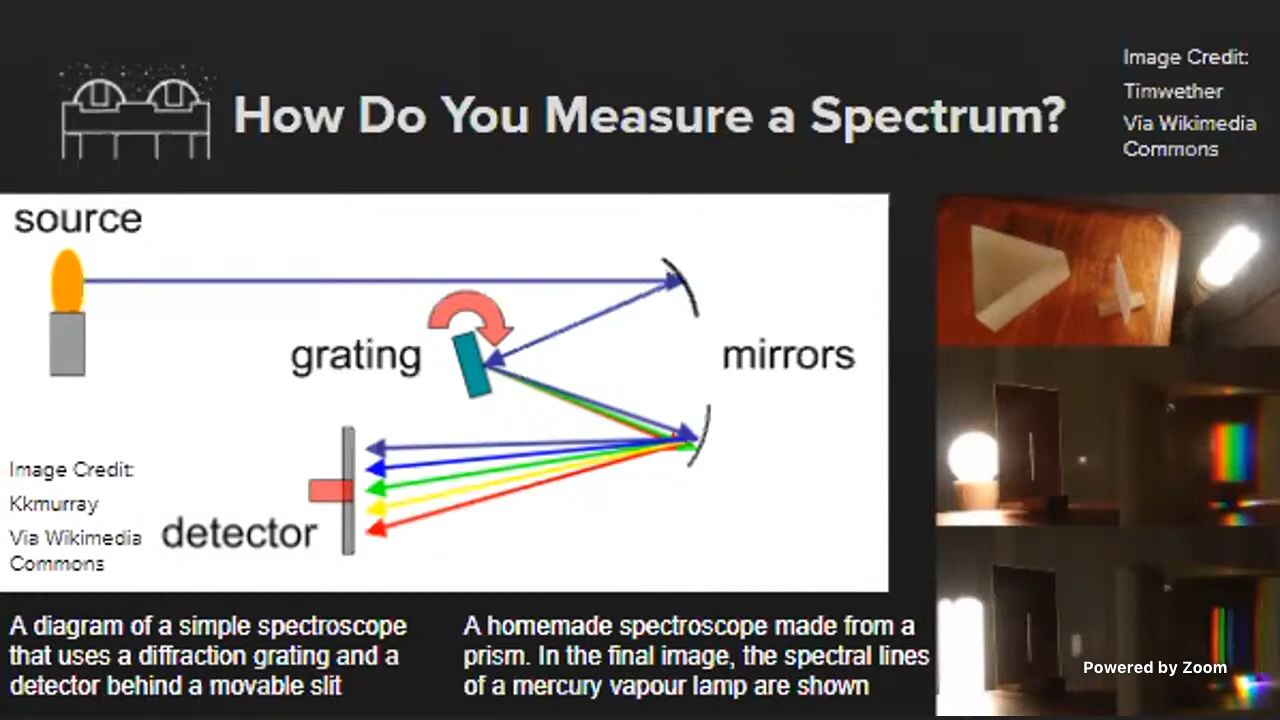 How Do You Measure a Spectrum?
Image Credit:
Timwether
Via Wikimedia
Commons
source
grating
mirrors
detector
Image Credit:
Kkmurray
Via Wikimedia
Commons
A diagram of a simple spectroscope
that uses a diffraction grating and a
detector behind a movable slit
A homemade spectroscope made from a
prism. In the final image, the spectral lines
of a mercury vapour lamp are shown
Powered by Zoom